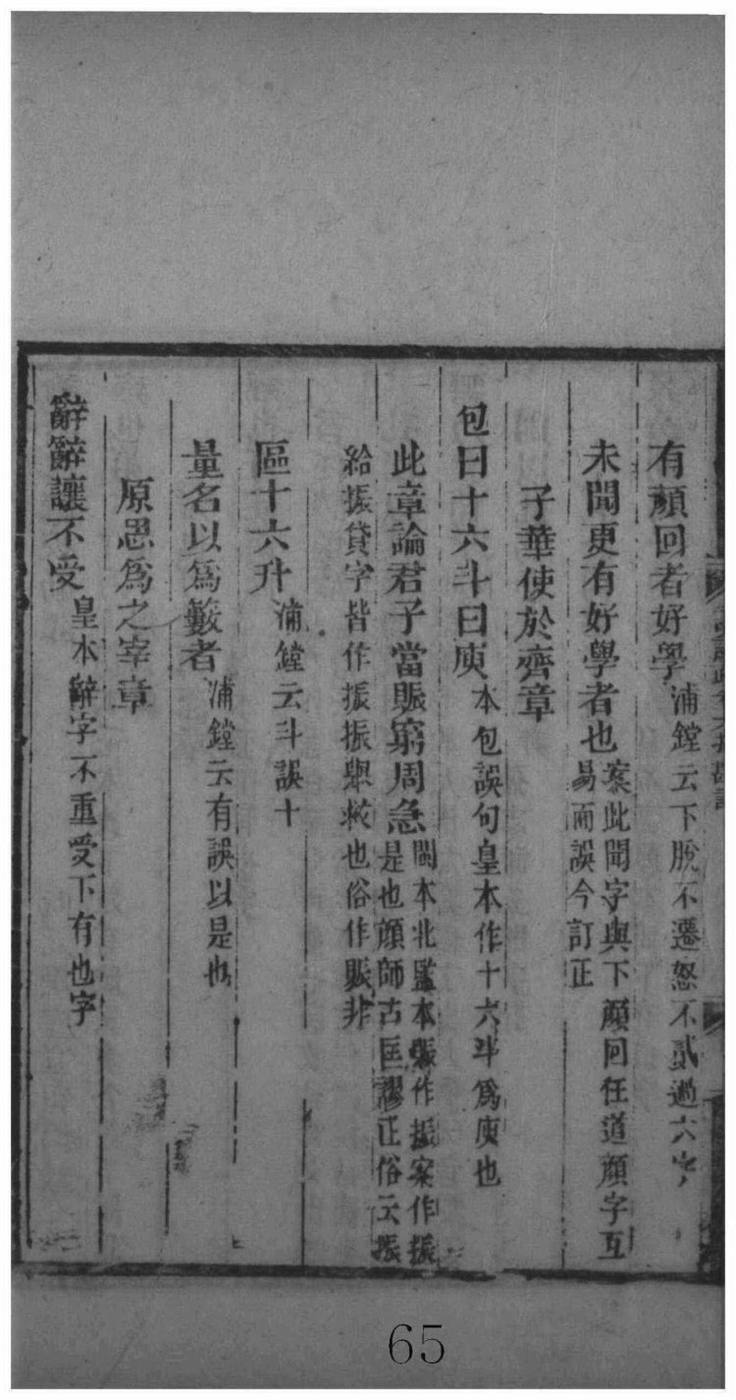 有顏回者好學浦鏜云下脫不遷怒不貳過六字
未聞更有好學者也案此聞字與下顏回任道顏字互
易而誤今訂正
子華使於齊章
包曰十六斗曰庾本包誤句皇本作十六斗爲庾也
此章論君子當賑窮周急閩本北監本賑作振案作振
是也顏師古匡謬正俗云振
給振貸字皆作振振舉救也俗作賑非
區十六升浦鏜云斗誤十
量名以爲籔者浦鏜云有誤以是也
原思爲之宰章
辭辭讓不受皇本辭字不重受下有也字
65